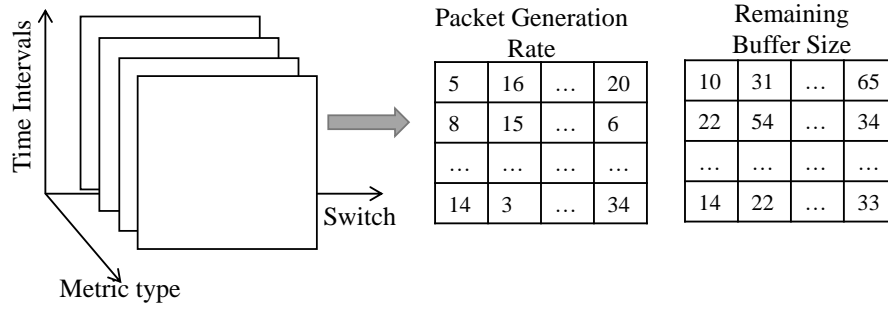 Time Intervals
Switch
Metric type
Packet Generation
Rate
5 16 … 20
8 15 … 6
… … … …
14 3 … 34
Remaining
Buffer Size
10 31 … 65
22 54 … 34
… … … …
14 22 … 33